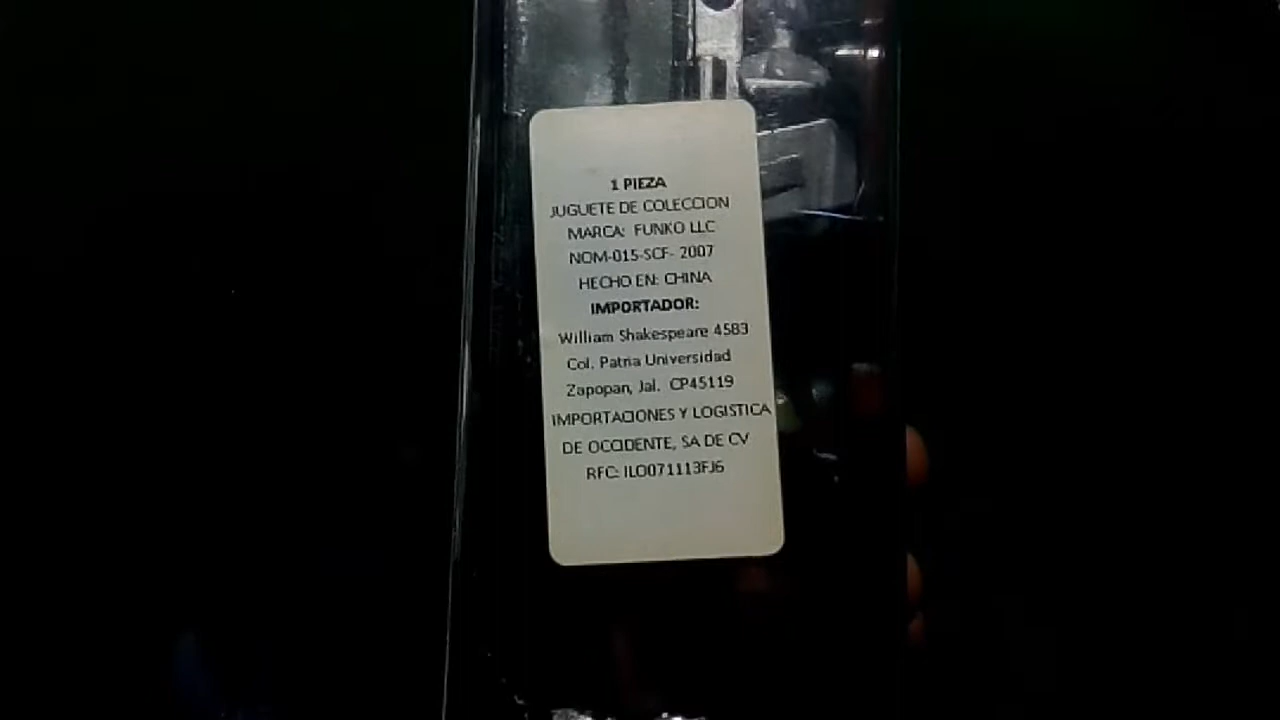 1 PIEZA
JUGUETE DE COLECCION
MARCA: FUNKO LLC
NOM-015-SCF- 2007
HECHO EN: CHINA
IMPORTADOR:
William Shakespeare 4583
Col. Patria Universidad
Zapopan, Jal. CP45119
IMPORTACIONES Y LOGISTICA
DE OCCIDENTE, SA DE CV
RFC: ILO071113FJ6